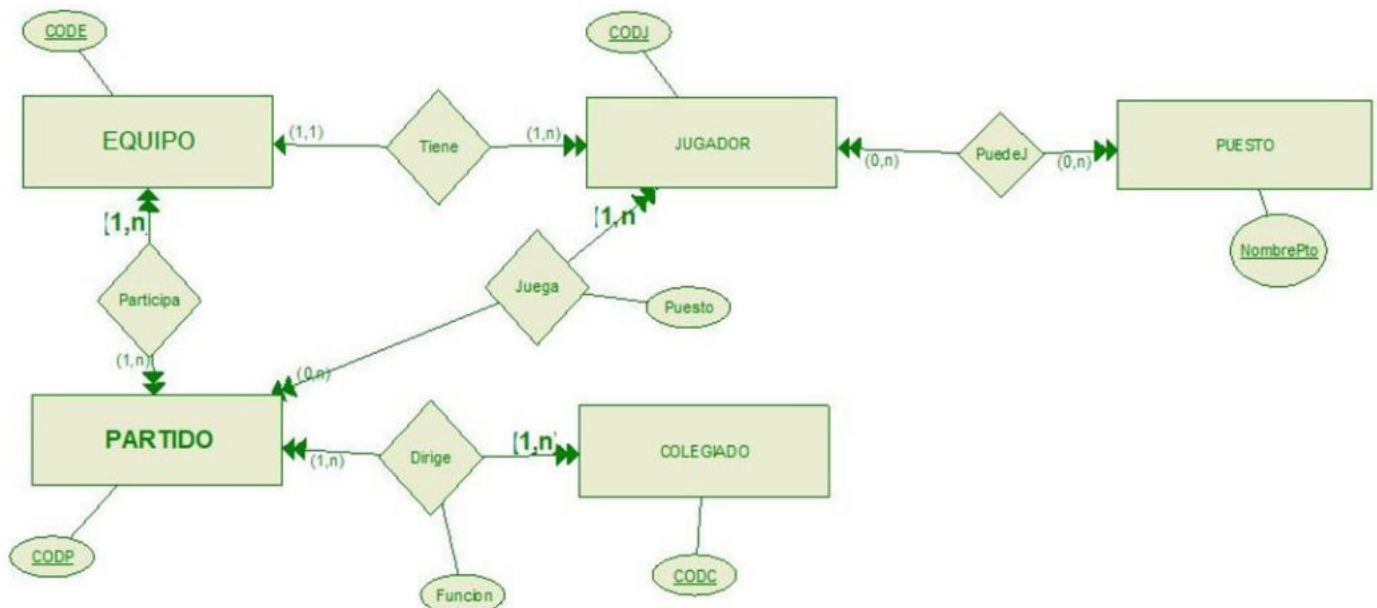 CODE
CODJ
EQUIPO
(1,1)
Tiene
(1,n)
JUGADOR
(0,n)
PuedeJ
(0,n)
PUESTO
[1,n]
[1,n
NombrePto
Participa
Juega
Puesto
(1,n)
(0,n)
PARTIDO
(1,n)
Dirige
[1,n]
COLEGIADO
CODP
Funcion
CODC